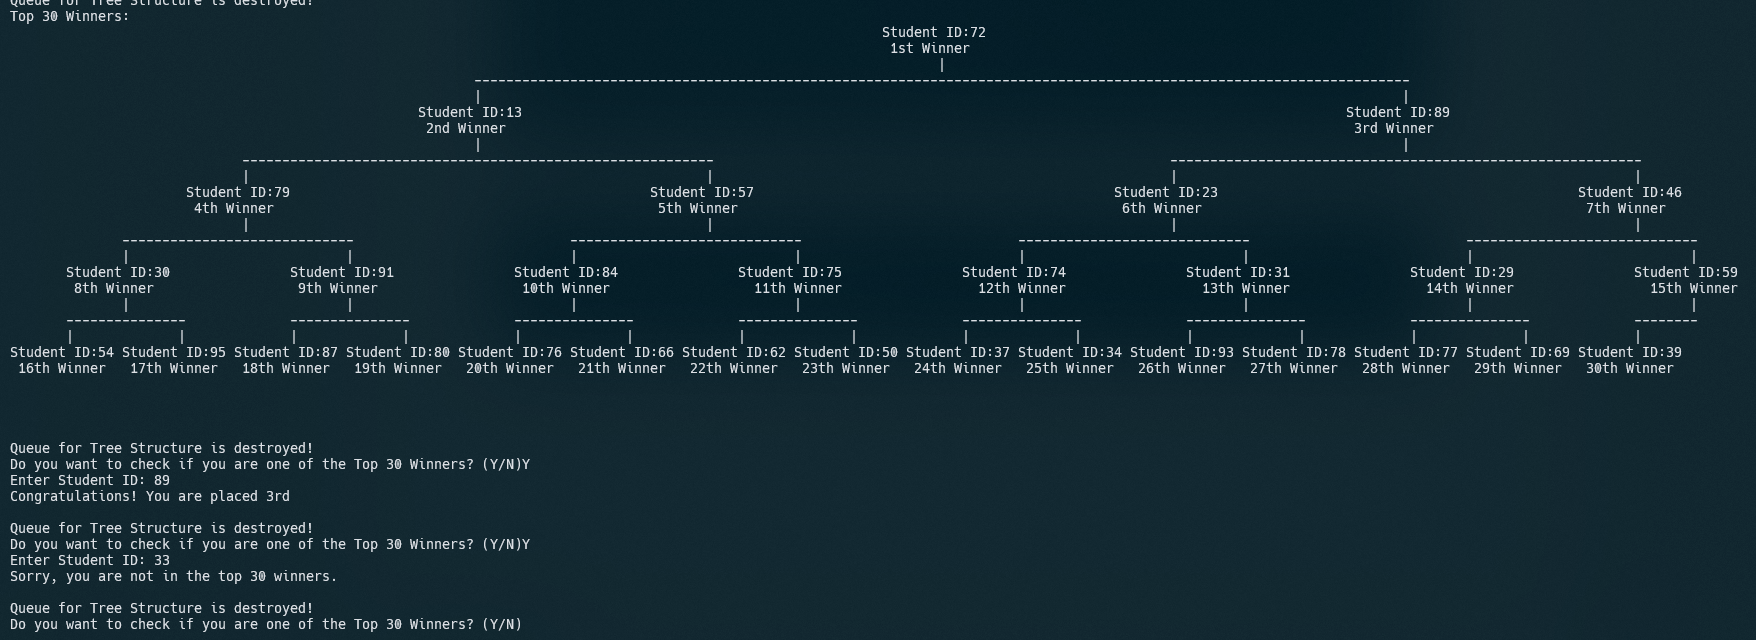 Queue for Tree Structure is destroyed!
Top 30 Winners:
Student ID:72
1st Winner
|
---------------------------------------------------------------------------------------------------------------------
| |
Student ID:13 Student ID:89
2nd Winner 3rd Winner
| |
----------------------------------------------------------- -----------------------------------------------------------
| | | |
Student ID:79 Student ID:57 Student ID:23 Student ID:46
4th Winner 5th Winner 6th Winner 7th Winner
| | | |
----------------------------- ----------------------------- ----------------------------- -----------------------------
| | | | | | | |
Student ID:30 Student ID:91 Student ID:84 Student ID:75 Student ID:74 Student ID:31 Student ID:29 Student ID:59
8th Winner 9th Winner 10th Winner 11th Winner 12th Winner 13th Winner 14th Winner 15th Winner
| | | | | | | |
--------------- --------------- --------------- --------------- --------------- --------------- --------------- --------
| | | | | | | | | | | | | | |
Student ID:54 Student ID:95 Student ID:87 Student ID:80 Student ID:76 Student ID:66 Student ID:62 Student ID:50 Student ID:37 Student ID:34 Student ID:93 Student ID:78 Student ID:77 Student ID:69 Student ID:39
16th Winner 17th Winner 18th Winner 19th Winner 20th Winner 21th Winner 22th Winner 23th Winner 24th Winner 25th Winner 26th Winner 27th Winner 28th Winner 29th Winner 30th Winner
Queue for Tree Structure is destroyed!
Do you want to check if you are one of the Top 30 Winners? (Y/N)Y
Enter Student ID: 89
Congratulations! You are placed 3rd
Queue for Tree Structure is destroyed!
Do you want to check if you are one of the Top 30 Winners? (Y/N)Y
Enter Student ID: 33
Sorry, you are not in the top 30 winners.
Queue for Tree Structure is destroyed!
Do you want to check if you are one of the Top 30 Winners? (Y/N)